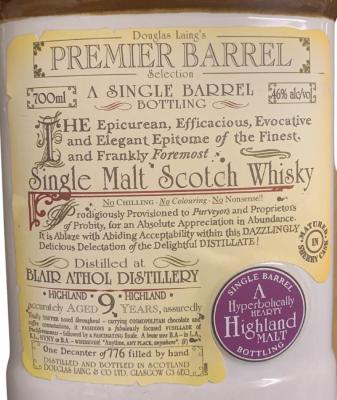 Douglas Laing's
PREMIER BARREL
Selection
700ml
A SINGLE BARREL
BOTTLING
46% alc/vol
THE Epicurean, Efficacious, Evocative
and Elegant Epitome of the Finest,
and Frankly Foremost
Single Malt Scotch Whisky
No CHILLING - No Colouring - No Nonsense!!
Prodigiously Provisioned to Purveyors and Proprietors
of Probity, for an Absolute Appreciation in Abundance.
It is Ablaze with Abiding Acceptability within this DAZZLINGLY
Delicious Delectation of the Delightful DISTILLATE!
MATURED
IN
SHERRY CASK
Distilled at
BLAIR ATHOL DISTILLERY
HIGHLAND 9 HIGHLAND
accurately AGED YEARS, assuredly
One Decanter of 776 filled by hand
DISTILLED AND BOTTLED IN SCOTLAND
DOUGLAS LAING & CO LTD, GLASGOW G3 6EQ
SINGLE BARREL
A
Hyperbolically
HEARTY
Highland
MALT
BOTTLING